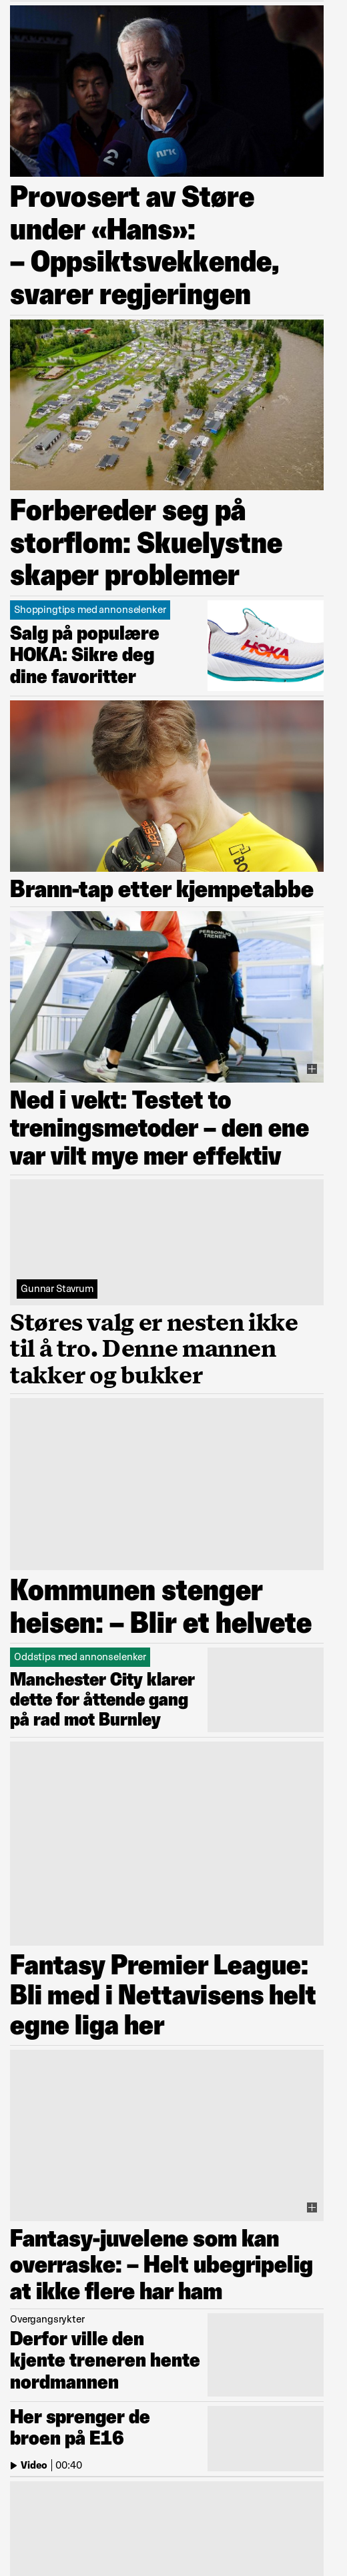 nrk
2
Provosert av Støre
under «Hans»:
– Oppsiktsvekkende,
svarer regjeringen
Forbereder seg på
storflom: Skuelystne
skaper problemer
Shoppingtips med annonselenker
Salg på populære
HOKA: Sikre deg
dine favoritter
HOKA
Brann-tap etter kjempetabbe
PERSONLIG
TRENER
Ned i vekt: Testet to
treningsmetoder – den ene
var vilt mye mer effektiv
Gunnar Stavrum
Støres valg er nesten ikke
til å tro. Denne mannen
takker og bukker
Kommunen stenger
heisen: – Blir et helvete
Oddstips med annonselenker
Manchester City klarer
dette for åttende gang
på rad mot Burnley
Fantasy Premier League:
Bli med i Nettavisens helt
egne liga her
Fantasy-juvelene som kan
overraske: – Helt ubegripelig
at ikke flere har ham
Overgangsrykter
Derfor ville den
kjente treneren hente
nordmannen
Her sprenger de
broen på E16
Video | 00:40